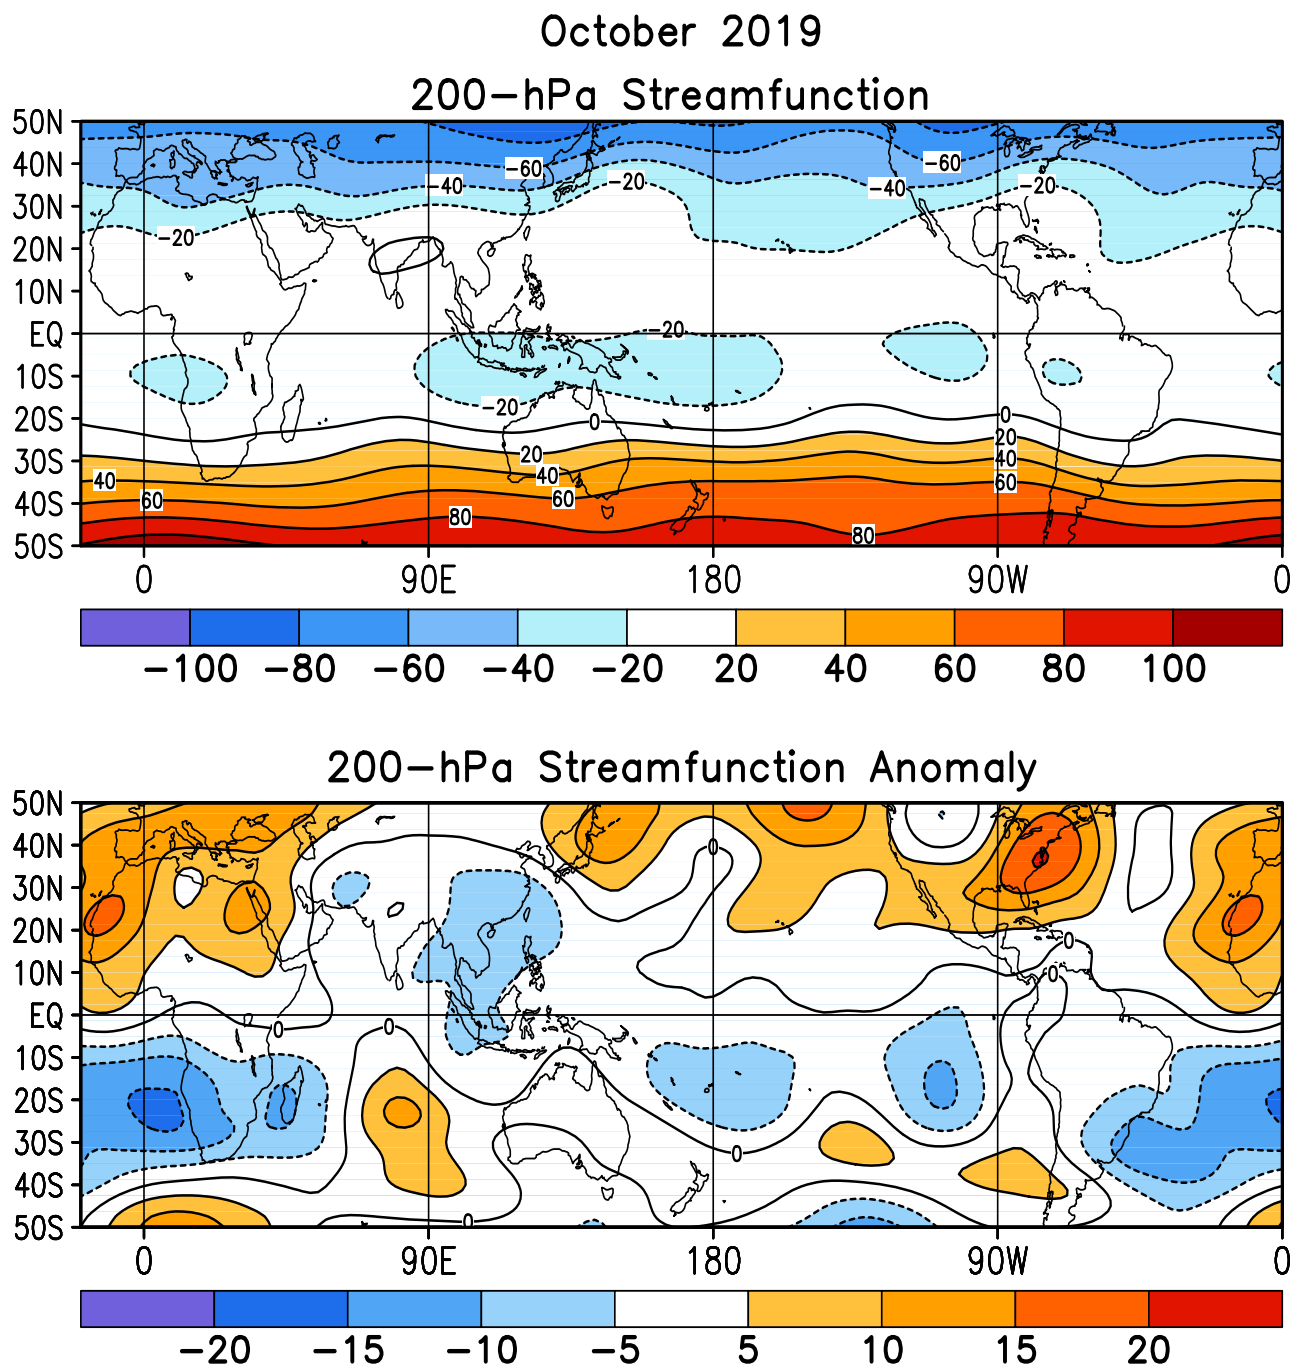 October 2019
200-hPa Streamfunction
50N
40N
30N
20N
10N
EQ
10S
20S
30S
40S
50S
-60
-60
-40
-20
-40
-20
-20
-20
-20
0
0
20
20
40
40
40
60
60
60
80
80
0 90E 180 90W 0
-100 -80 -60 -40 -20 20 40 60 80 100
200-hPa Streamfunction Anomaly
50N
40N
30N
20N
10N
EQ
10S
20S
30S
40S
50S
0
0
0
0
0
0
0
0 90E 180 90W 0
-20 -15 -10 -5 5 10 15 20